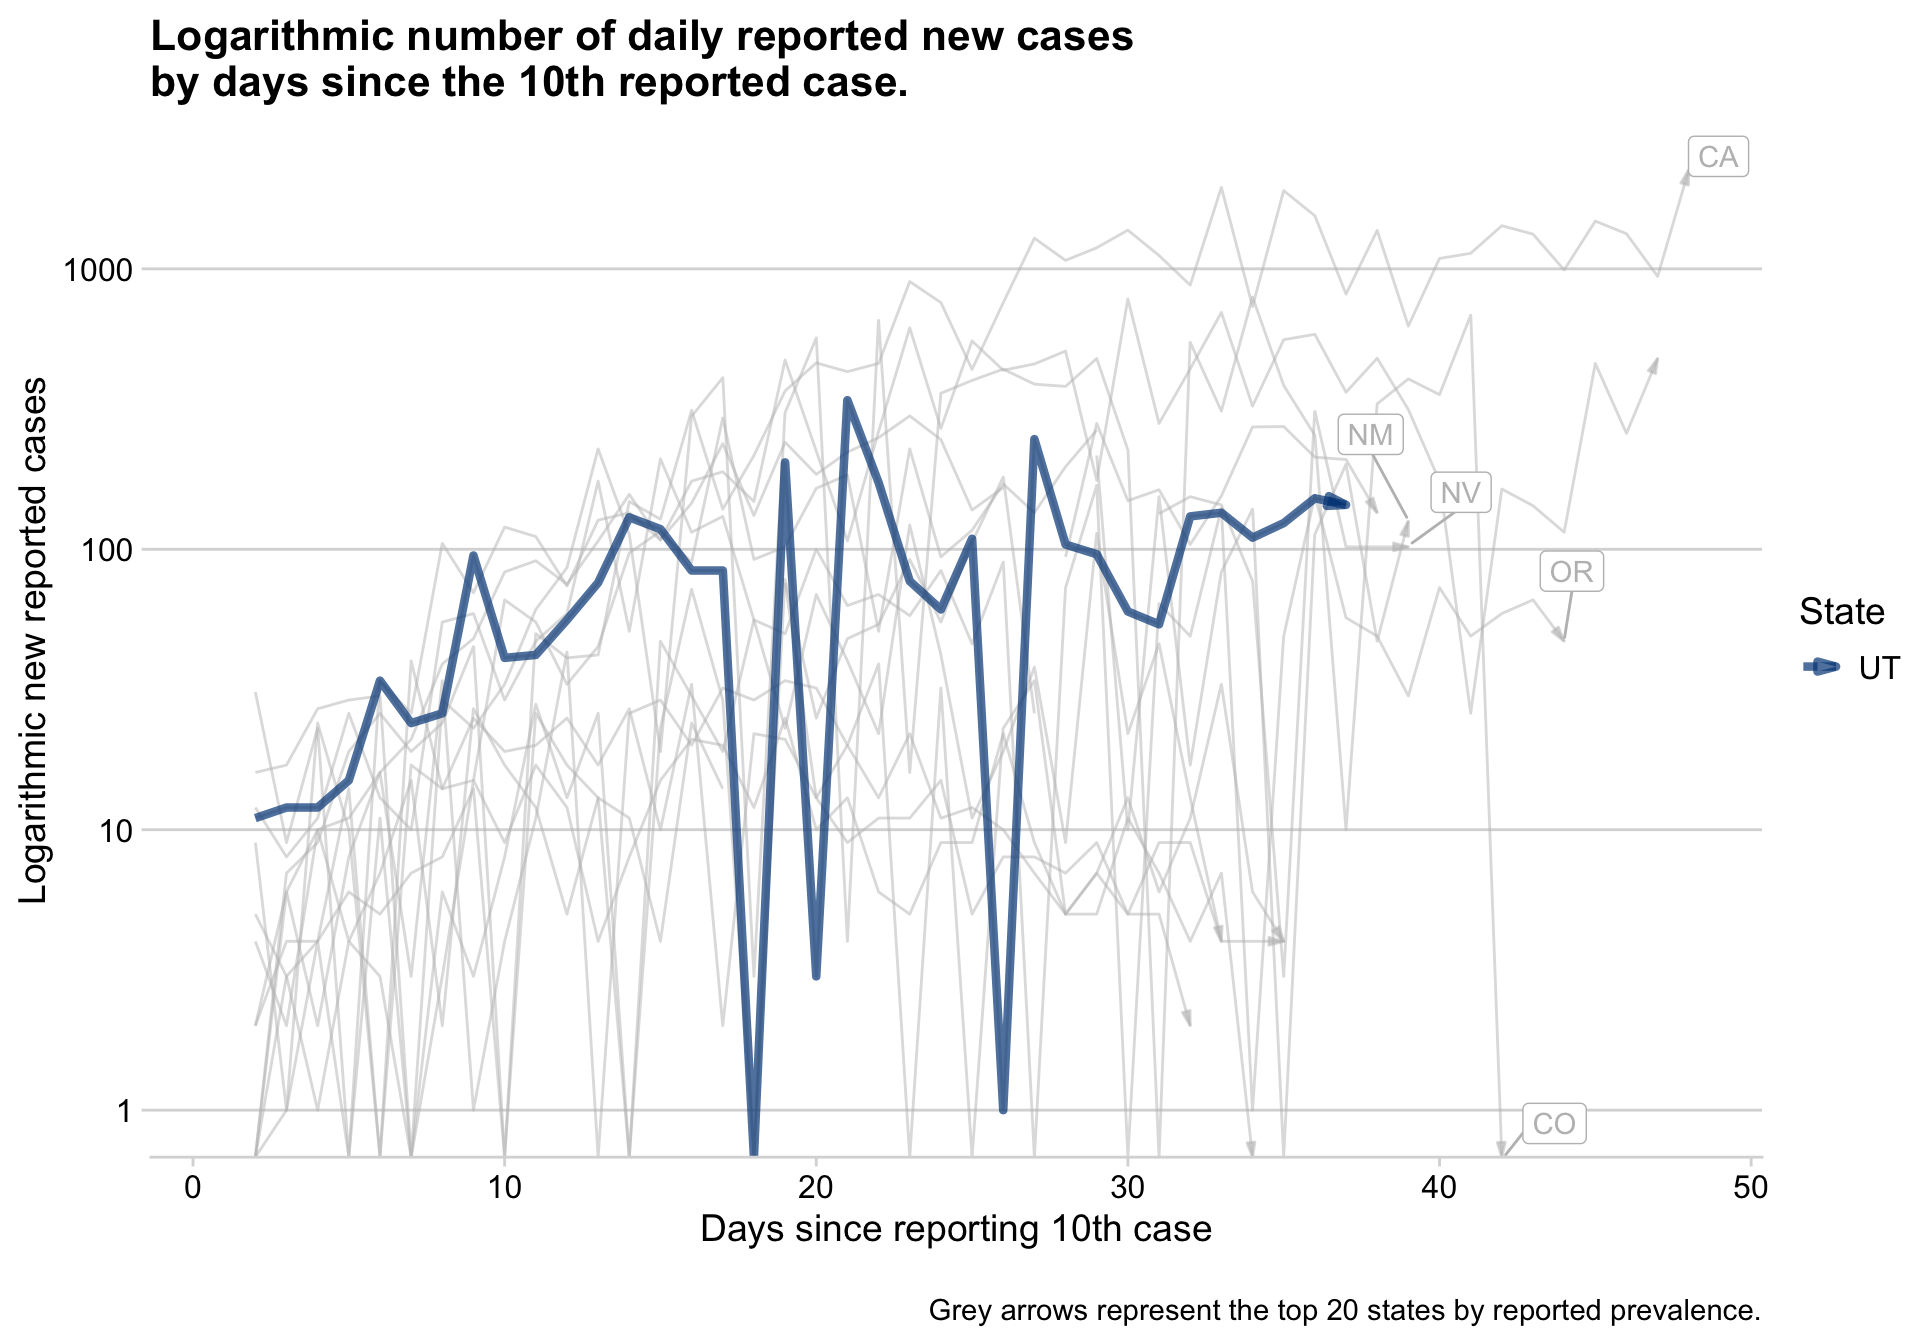 Logarithmic number of daily reported new cases
by days since the 10th reported case.
CA
1000
NM
NV
100
OR
10
1
CO
Logarithmic new reported cases
State
UT
0 10 20 30 40 50
Days since reporting 10th case
Grey arrows represent the top 20 states by reported prevalence.